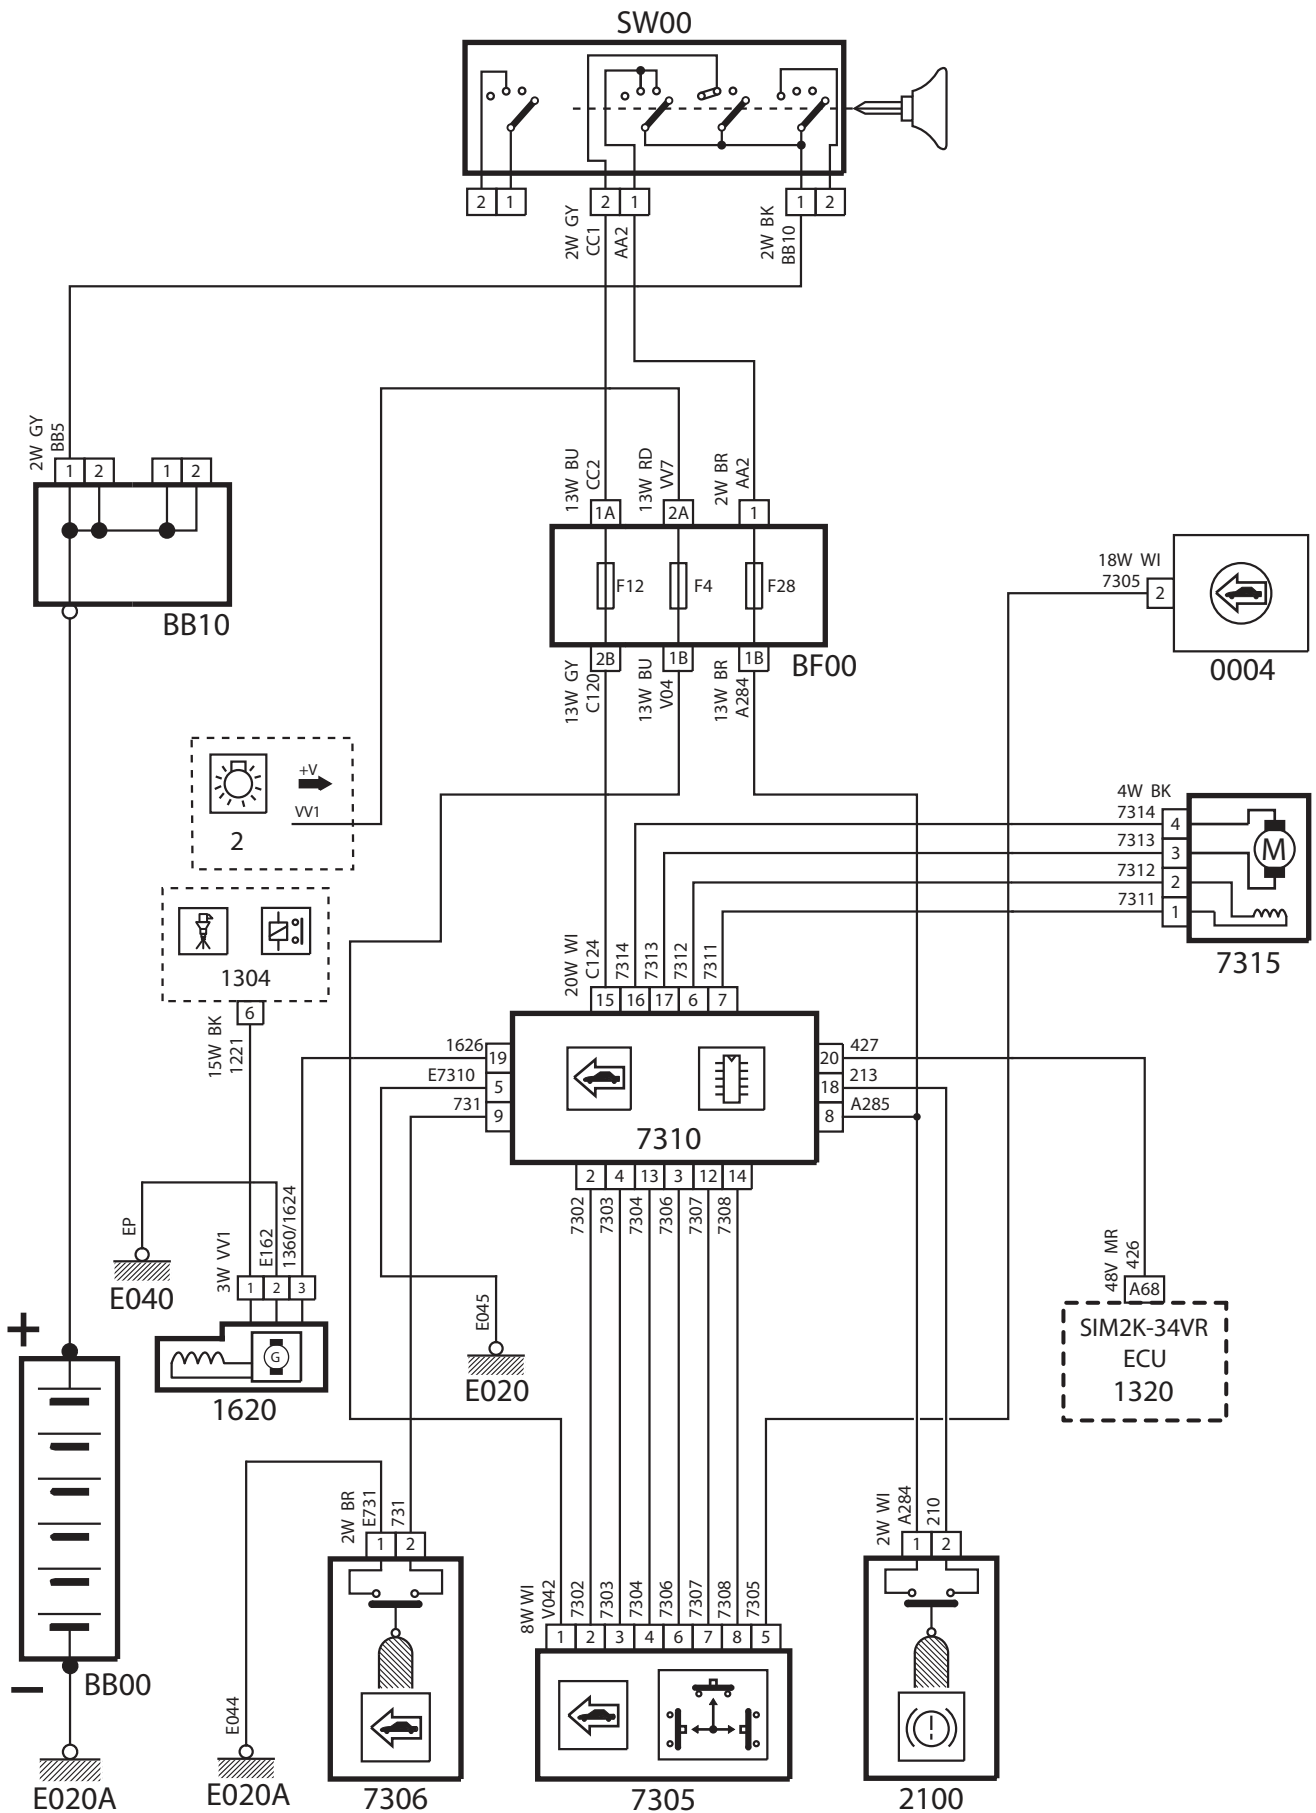 SW00
2 1
2 1
1 2
2W GY
CC1
AA2
2W BK
BB10
2W GY
BB5
1 2
1 2
BB10
13W BU
CC2
13W RD
VV7
2W BR
AA2
1A
2A
1
F12
F4
F28
2B
1B
1B
BF00
13W GY
C120
13W BU
V04
13W BR
A284
18W WI
7305
2
0004
+V
VV1
2
1304
6
15W BK
1221
4W BK
7314
4
7313
3
7312
2
7311
1
M
7315
20W WI
C124
7314
7313
7312
7311
15 16 17 6 7
1626
19
E7310
5
731
9
20
427
18
213
8
A285
7310
2 4 13 3 12 14
7302
7303
7304
7306
7307
7308
EP
E040
3W VV1
E162
1360/1624
1 2 3
G
1620
E045
E020
48V MR
426
A68
SIM2K-34VR
ECU
1320
+
–
BB00
E020A
E044
E020A
2W BR
E731
731
1 2
7306
8W WI
V042
7302
7303
7304
7306
7307
7308
7305
1 2 3 4 6 7 8 5
7305
2W WI
A284
210
1 2
2100